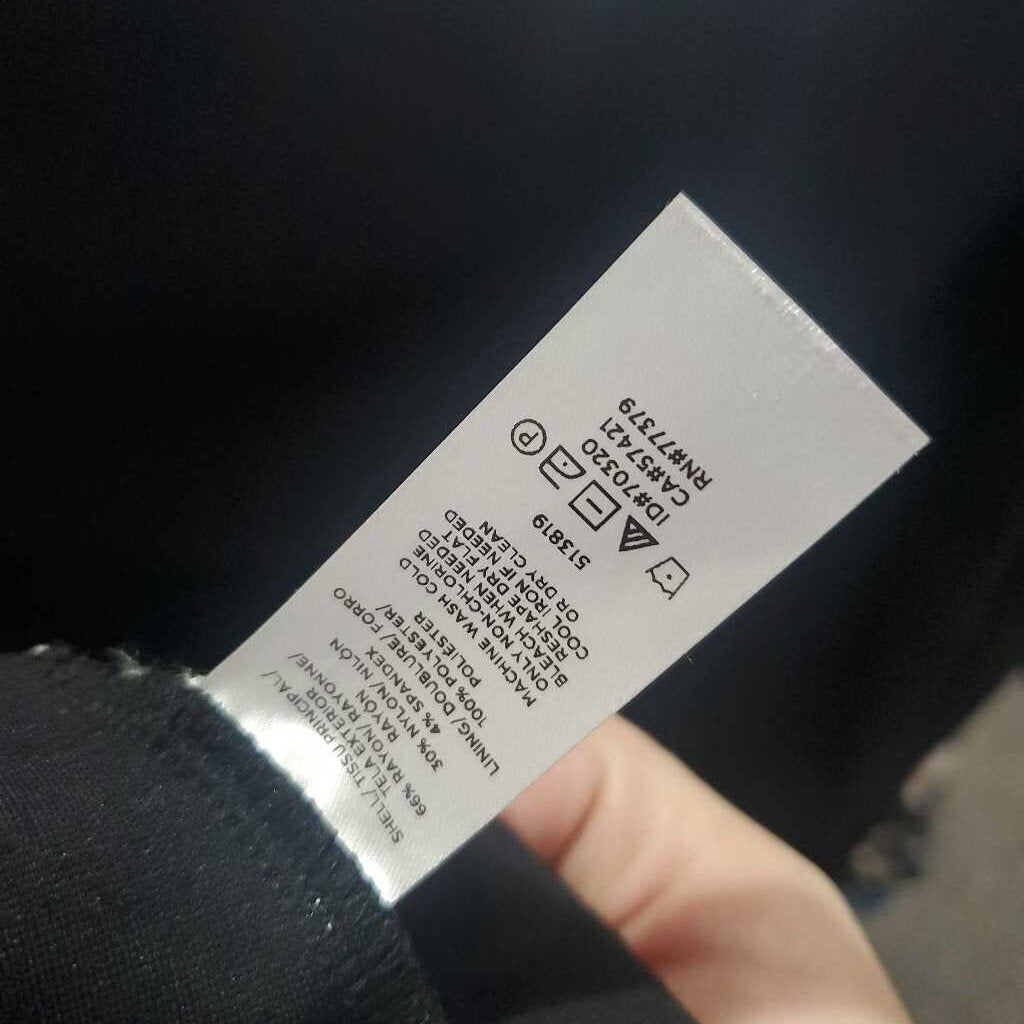 SHELL/ TISSU PRINCIPAL/
TELA EXTERIOR
66% RAYON/ RAYONNE/
RAYÓN
30% NYLON/ NILÓN
4% SPANDEX
LINING/ DOUBLURE/ FORRO
100% POLYESTER/
POLIÉSTER
MACHINE WASH COLD
ONLY NON-CHLORINE
BLEACH WHEN NEEDED
RESHAPE DRY FLAT
COOL IRON IF NEEDED
OR DRY CLEAN
513819
P
ID#70320
CA#57421
RN#77379